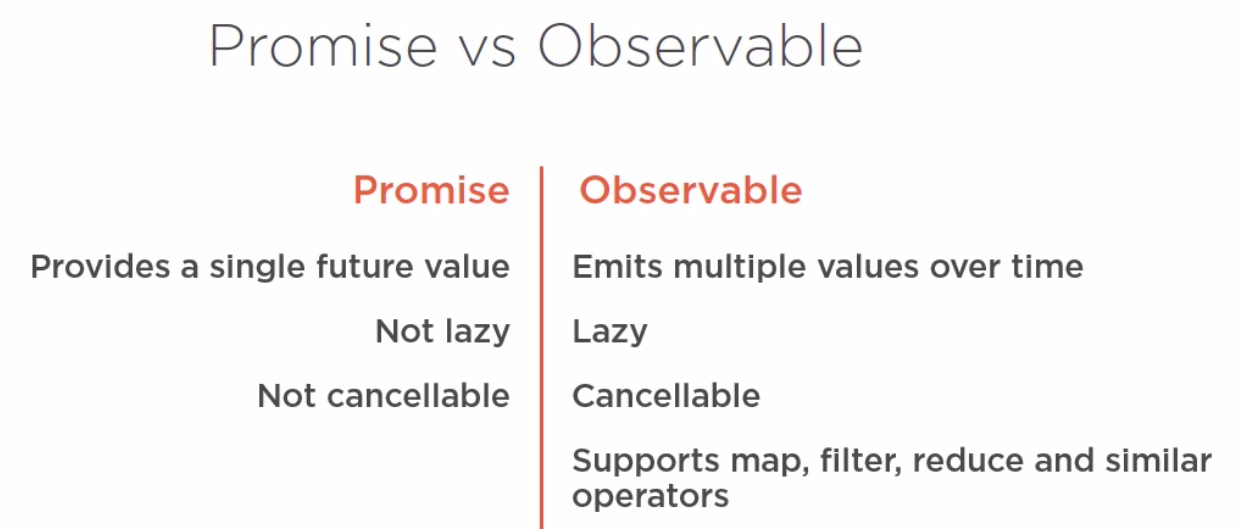 Promise vs Observable
Promise
Observable
Provides a single future value
Emits multiple values over time
Not lazy
Lazy
Not cancellable
Cancellable
Supports map, filter, reduce and similar
operators